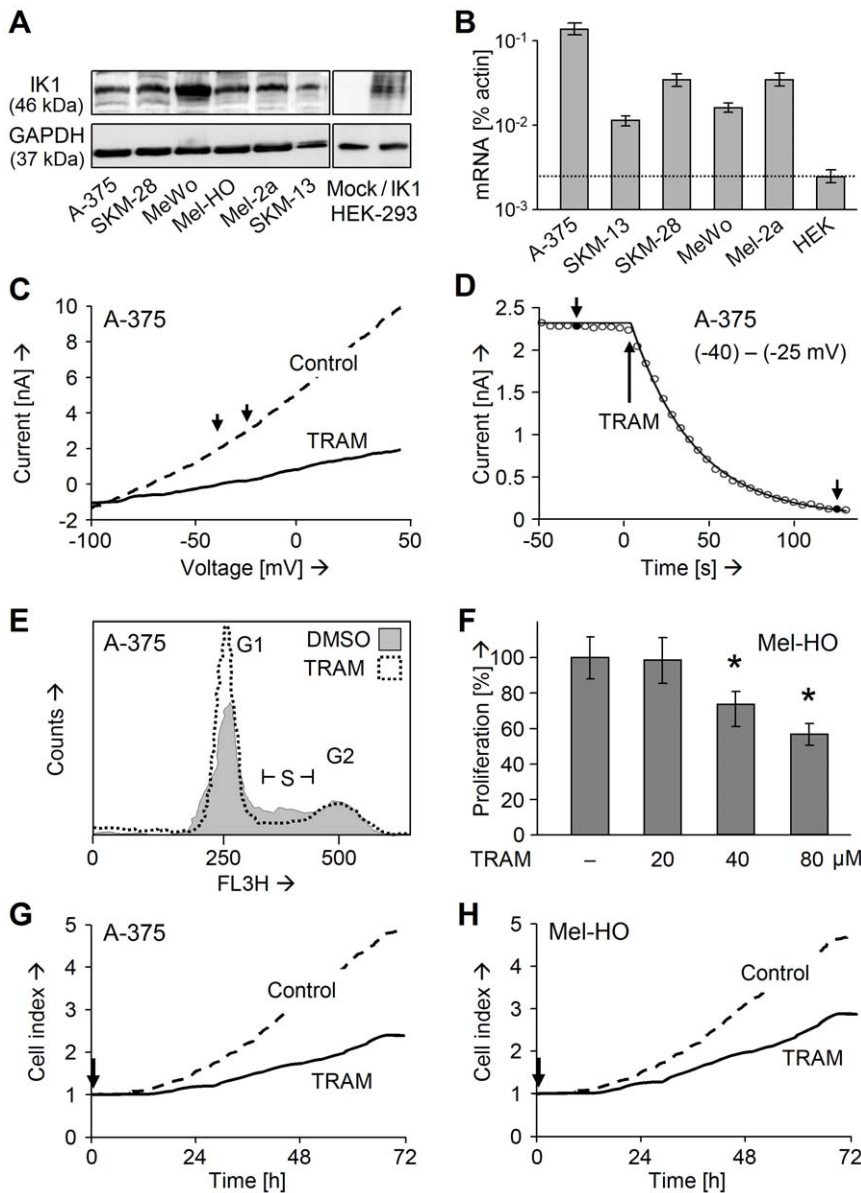 A
IK1
(46 kDa)
GAPDH
(37 kDa)
A-375
SKM-28
MeWo
Mel-HO
Mel-2a
SKM-13
Mock / IK1
HEK-293
B
mRNA [% actin]
10-1
10-2
10-3
A-375
SKM-13
SKM-28
MeWo
Mel-2a
HEK
C
A-375
Current [nA] →
10
8
6
4
2
0
-2
Control
TRAM
-100
-50
0
50
Voltage [mV] →
D
A-375
(-40) – (-25 mV)
Current [nA] →
2.5
2
1.5
1
0.5
0
TRAM
-50
0
50
100
Time [s] →
E
A-375
DMSO
TRAM
G1
S
G2
Counts →
0
250
500
FL3H →
F
Mel-HO
Proliferation [%] →
100
80
60
40
20
0
*
*
TRAM – 20 40 80 µM
G
A-375
Cell index →
5
4
3
2
1
0
Control
TRAM
0
24
48
72
Time [h]
H
Mel-HO
Cell index →
5
4
3
2
1
0
Control
TRAM
0
24
48
72
Time [h]